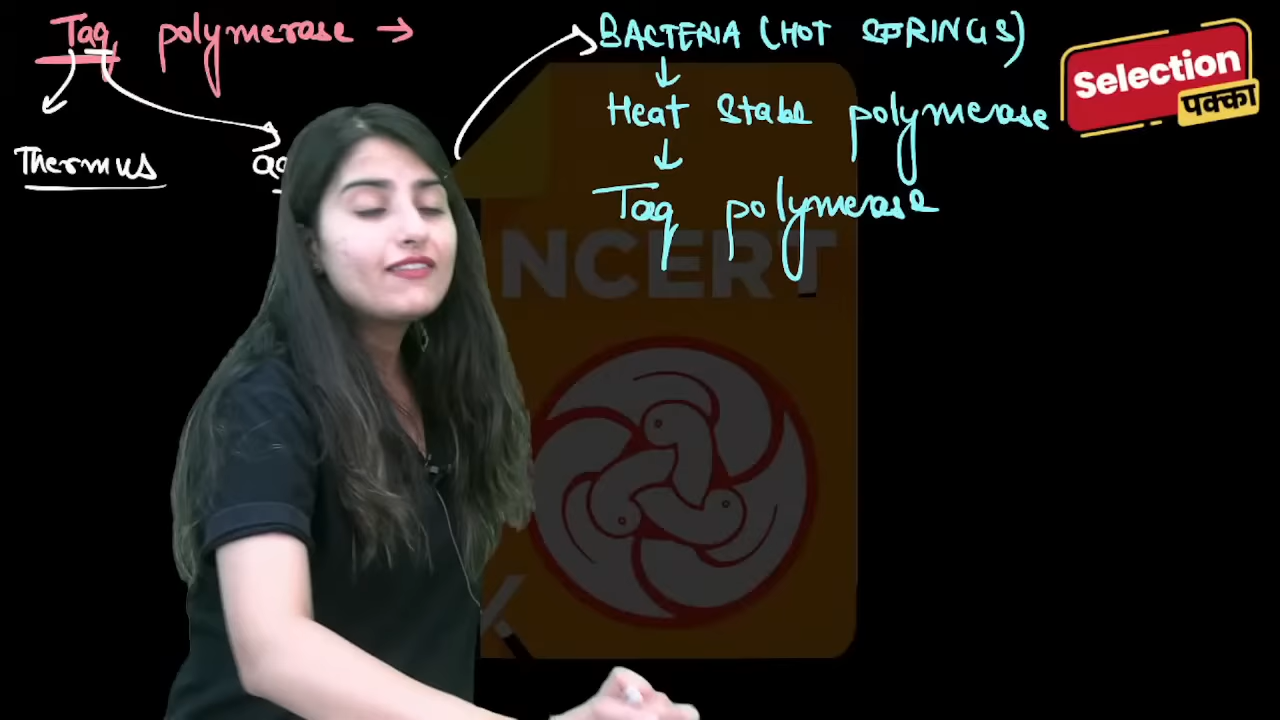 Taq polymerase →
Thermus
BACTERIA (HOT SPRINGS)
↓
Heat Stable polymerase
↓
Taq polymerase
NCERT
Selection
पक्का